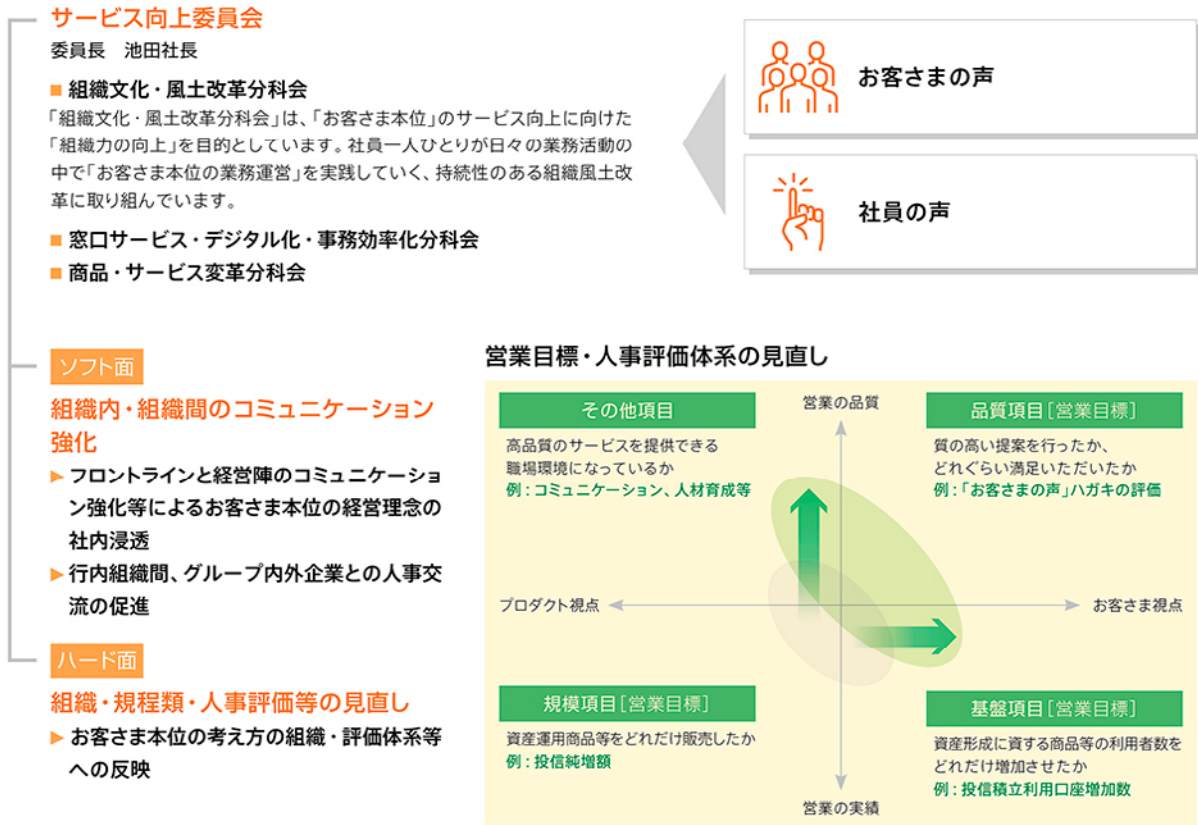 サービス向上委員会
委員長　池田社長
■ 組織文化・風土改革分科会
「組織文化・風土改革分科会」は、「お客さま本位」のサービス向上に向けた
「組織力の向上」を目的としています。社員一人ひとりが日々の業務活動の
中で「お客さま本位の業務運営」を実践していく、持続性のある組織風土改
革に取り組んでいます。
■ 窓口サービス・デジタル化・事務効率化分科会
■ 商品・サービス変革分科会
お客さまの声
社員の声
ソフト面
組織内・組織間のコミュニケーション
強化
▶ フロントラインと経営陣のコミュニケーショ
ン強化等によるお客さま本位の経営理念の
社内浸透
▶ 行内組織間、グループ内外企業との人事交
流の促進
ハード面
組織・規程類・人事評価等の見直し
▶ お客さま本位の考え方の組織・評価体系等
への反映
営業目標・人事評価体系の見直し
その他項目
高品質のサービスを提供できる
職場環境になっているか
例：コミュニケーション、人材育成等
営業の品質
品質項目［営業目標］
質の高い提案を行ったか、
どれぐらい満足いただいたか
例：「お客さまの声」ハガキの評価
プロダクト視点
お客さま視点
規模項目［営業目標］
資産運用商品等をどれだけ販売したか
例：投信純増額
基盤項目［営業目標］
資産形成に資する商品等の利用者数を
どれだけ増加させたか
例：投信積立利用口座増加数
営業の実績